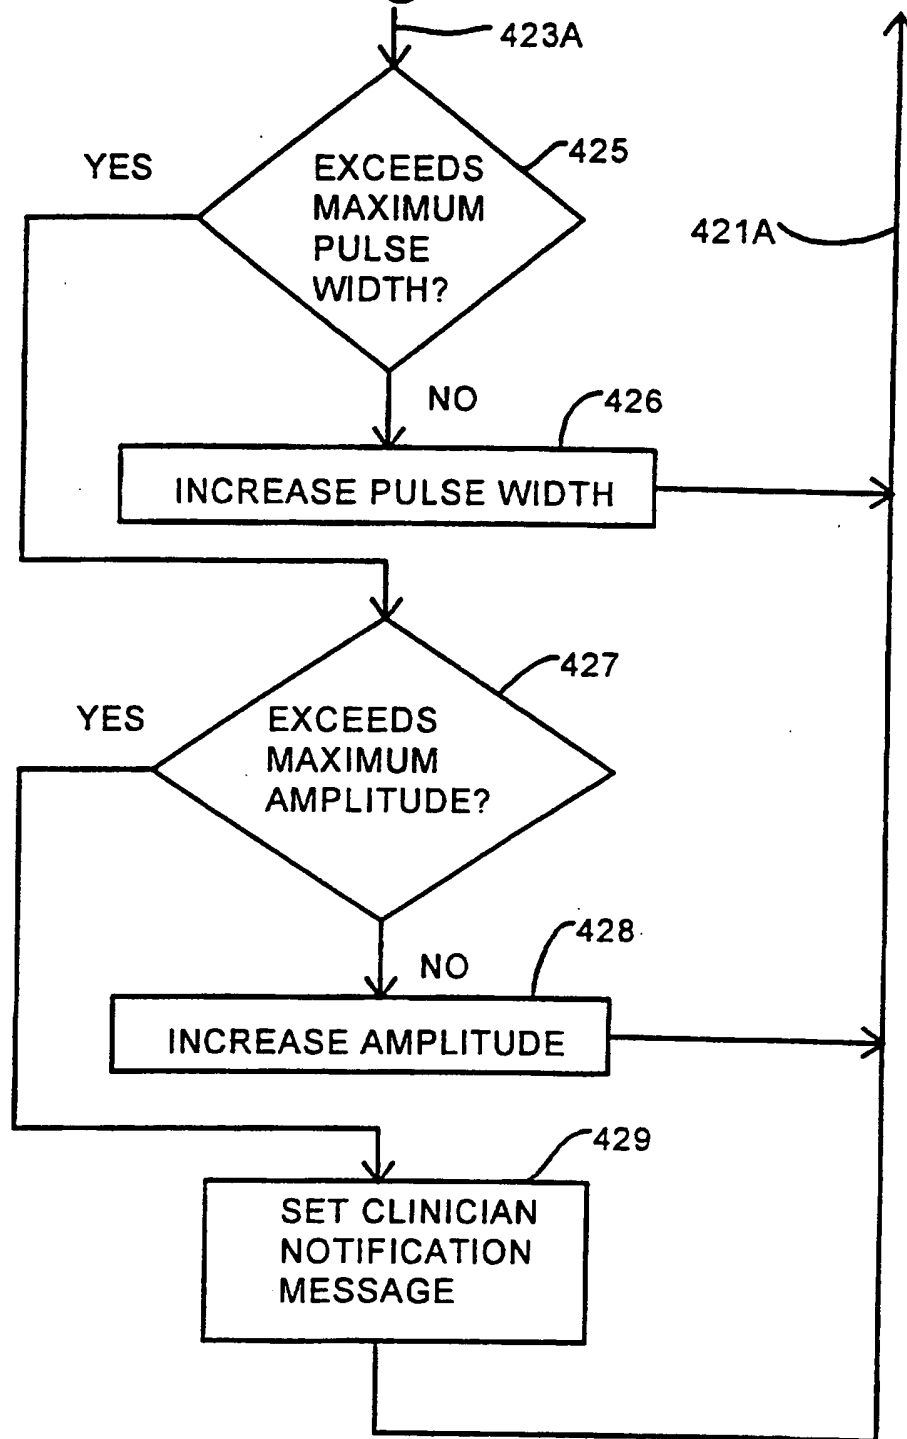 423A
425
YES
EXCEEDS
MAXIMUM
PULSE
WIDTH?
421A
NO
426
INCREASE PULSE WIDTH
427
YES
EXCEEDS
MAXIMUM
AMPLITUDE?
428
NO
INCREASE AMPLITUDE
429
SET CLINICIAN
NOTIFICATION
MESSAGE